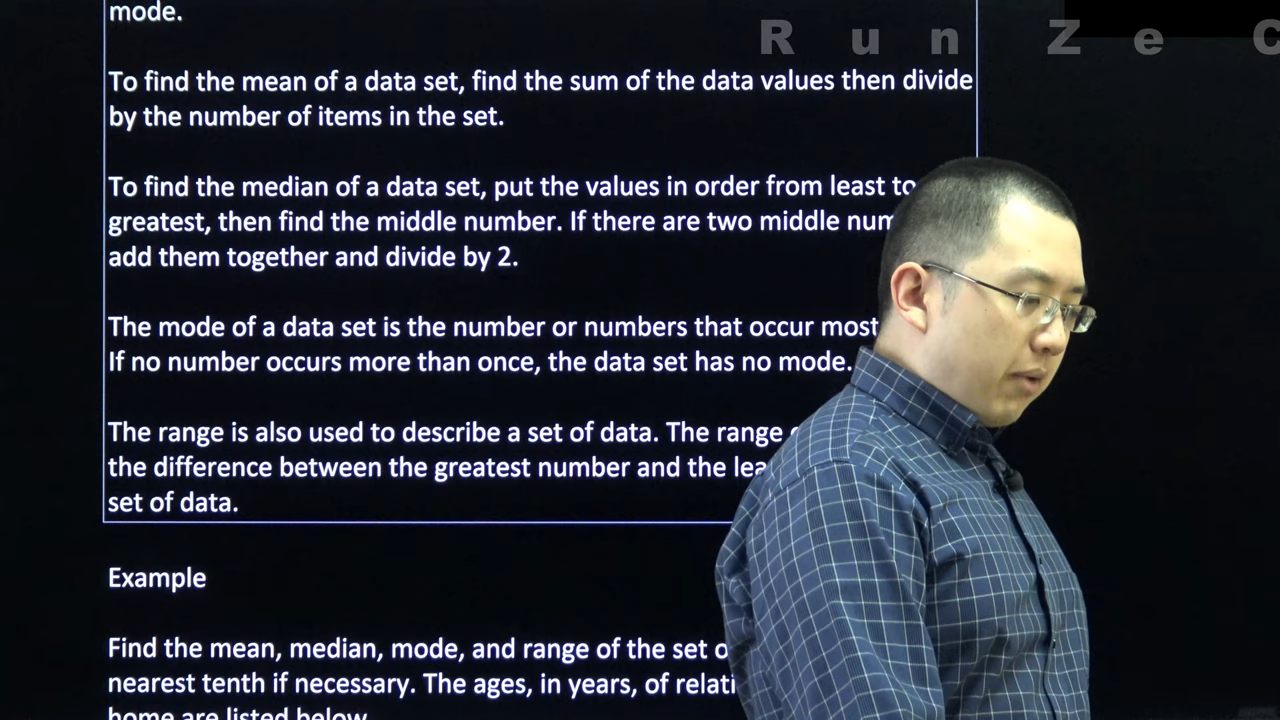 mode.
R u n Z e C
To find the mean of a data set, find the sum of the data values then divide
by the number of items in the set.
To find the median of a data set, put the values in order from least to
greatest, then find the middle number. If there are two middle
add them together and divide by 2.
The mode of a data set is the number or numbers that occur most
If no number occurs more than once, the data set has no mode.
The range is also used to describe a set of data. The range
the difference between the greatest number and the
set of data.
Example
Find the mean, median, mode, and range of the set
nearest tenth if necessary. The ages, in years, of
home are listed below